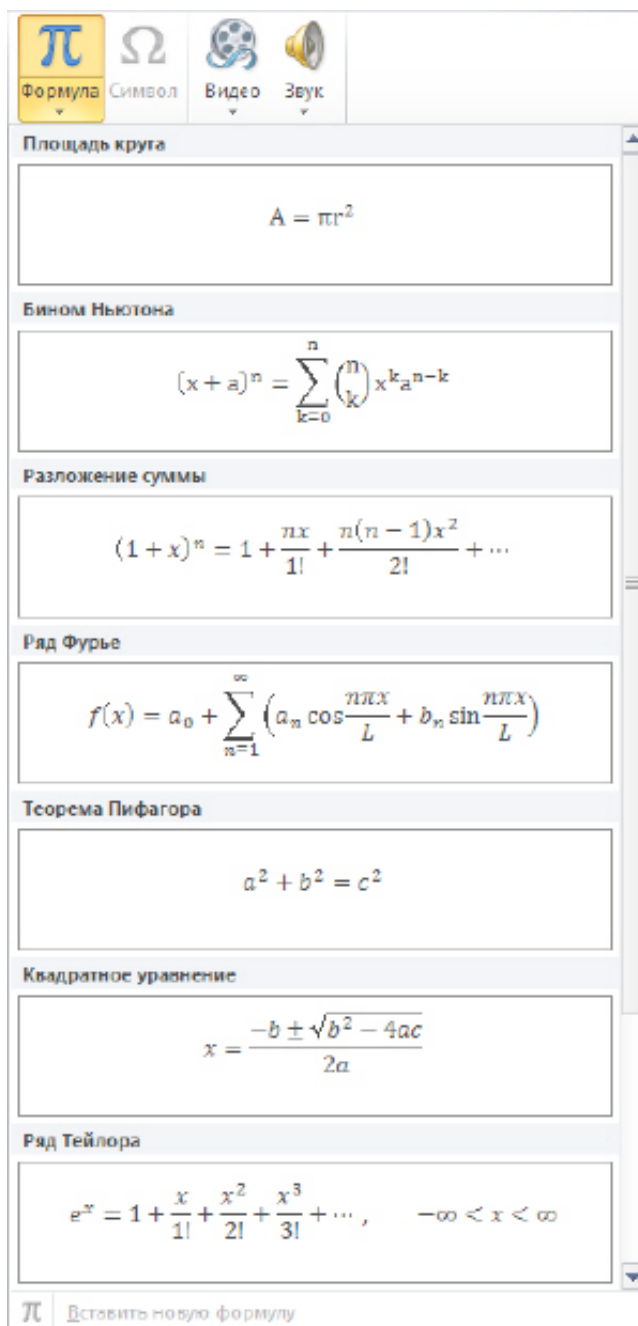 π Ω
Формула Символ Видео Звук
Площадь круга
A = πr²
Бином Ньютона
(x + a)ⁿ = ∑ₖ₌₀ⁿ (n k) xᵏaⁿ⁻ᵏ
Разложение суммы
(1 + x)ⁿ = 1 + nx/1! + n(n − 1)x²/2! + ⋯
Ряд Фурье
f(x) = a₀ + ∑ₙ₌₁^∞ (aₙ cos nπx/L + bₙ sin nπx/L)
Теорема Пифагора
a² + b² = c²
Квадратное уравнение
x = (−b ± √(b² − 4ac))/2a
Ряд Тейлора
eˣ = 1 + x/1! + x²/2! + x³/3! + ⋯ , −∞ < x < ∞
π Вставить новую формулу